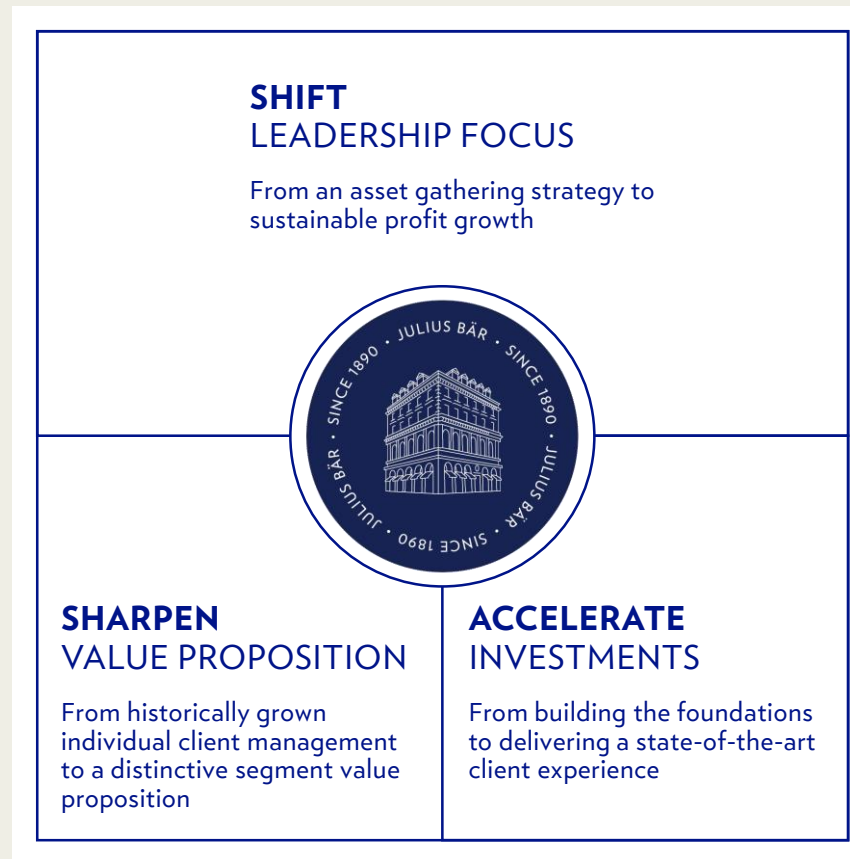 SHIFT
LEADERSHIP FOCUS
From an asset gathering strategy to
sustainable profit growth
JULIUS BÄR · SINCE 1890 · JULIUS BÄR · SINCE 1890 · JULIUS BÄR · SINCE 1890 ·
SHARPEN
VALUE PROPOSITION
From historically grown
individual client management
to a distinctive segment value
proposition
ACCELERATE
INVESTMENTS
From building the foundations
to delivering a state-of-the-art
client experience